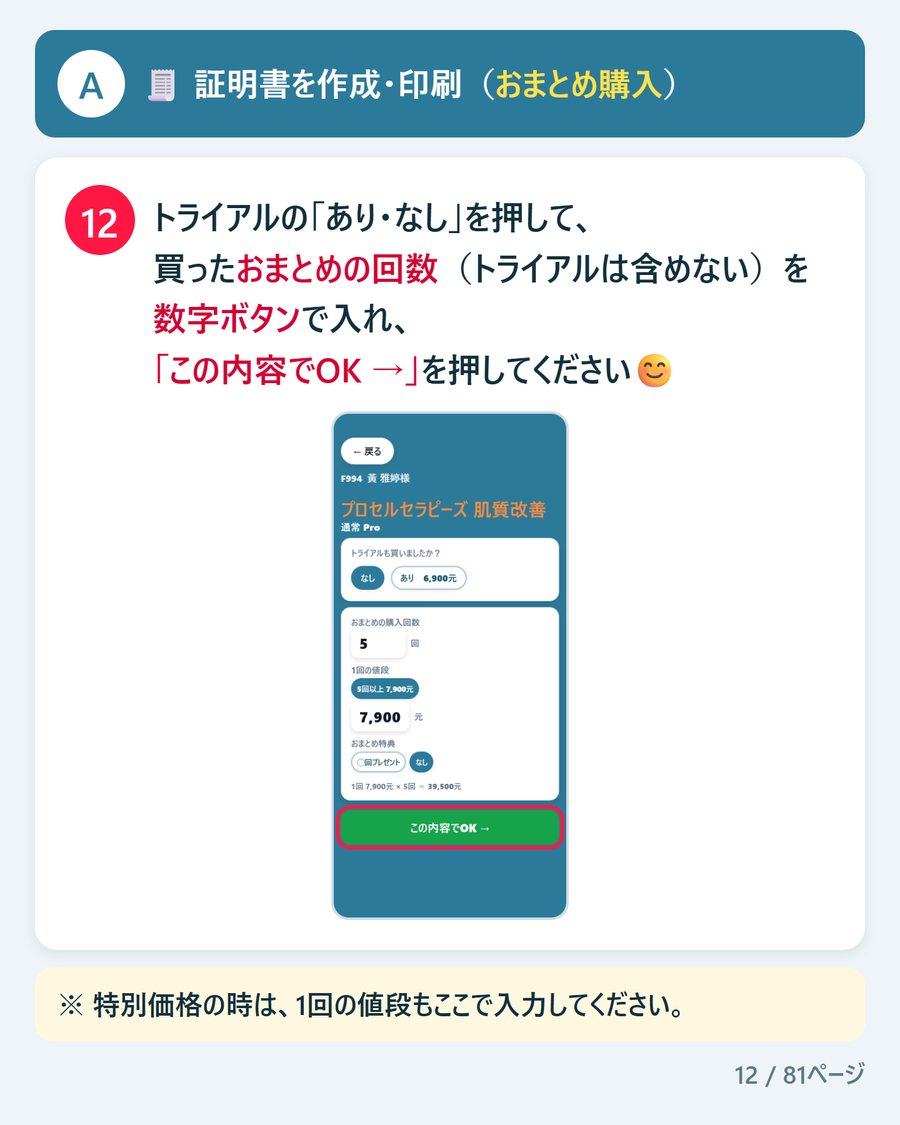 A 🧾 証明書を作成・印刷（おまとめ購入）
12 トライアルの「あり・なし」を押して、
買ったおまとめの回数（トライアルは含めない）を
数字ボタンで入れ、
「この内容でOK →」を押してください😊
← 戻る
F994 黃 雅婷様
プロセルセラピーズ 肌質改善
通常 Pro
トライアルも買いましたか？
なし あり 6,900元
おまとめの購入回数
5 回
1回の値段
5回以上 7,900元
7,900 元
おまとめ特典
〇回プレゼント なし
1回 7,900元 × 5回 ＝ 39,500元
この内容でOK →
※ 特別価格の時は、1回の値段もここで入力してください。
12 / 81ページ